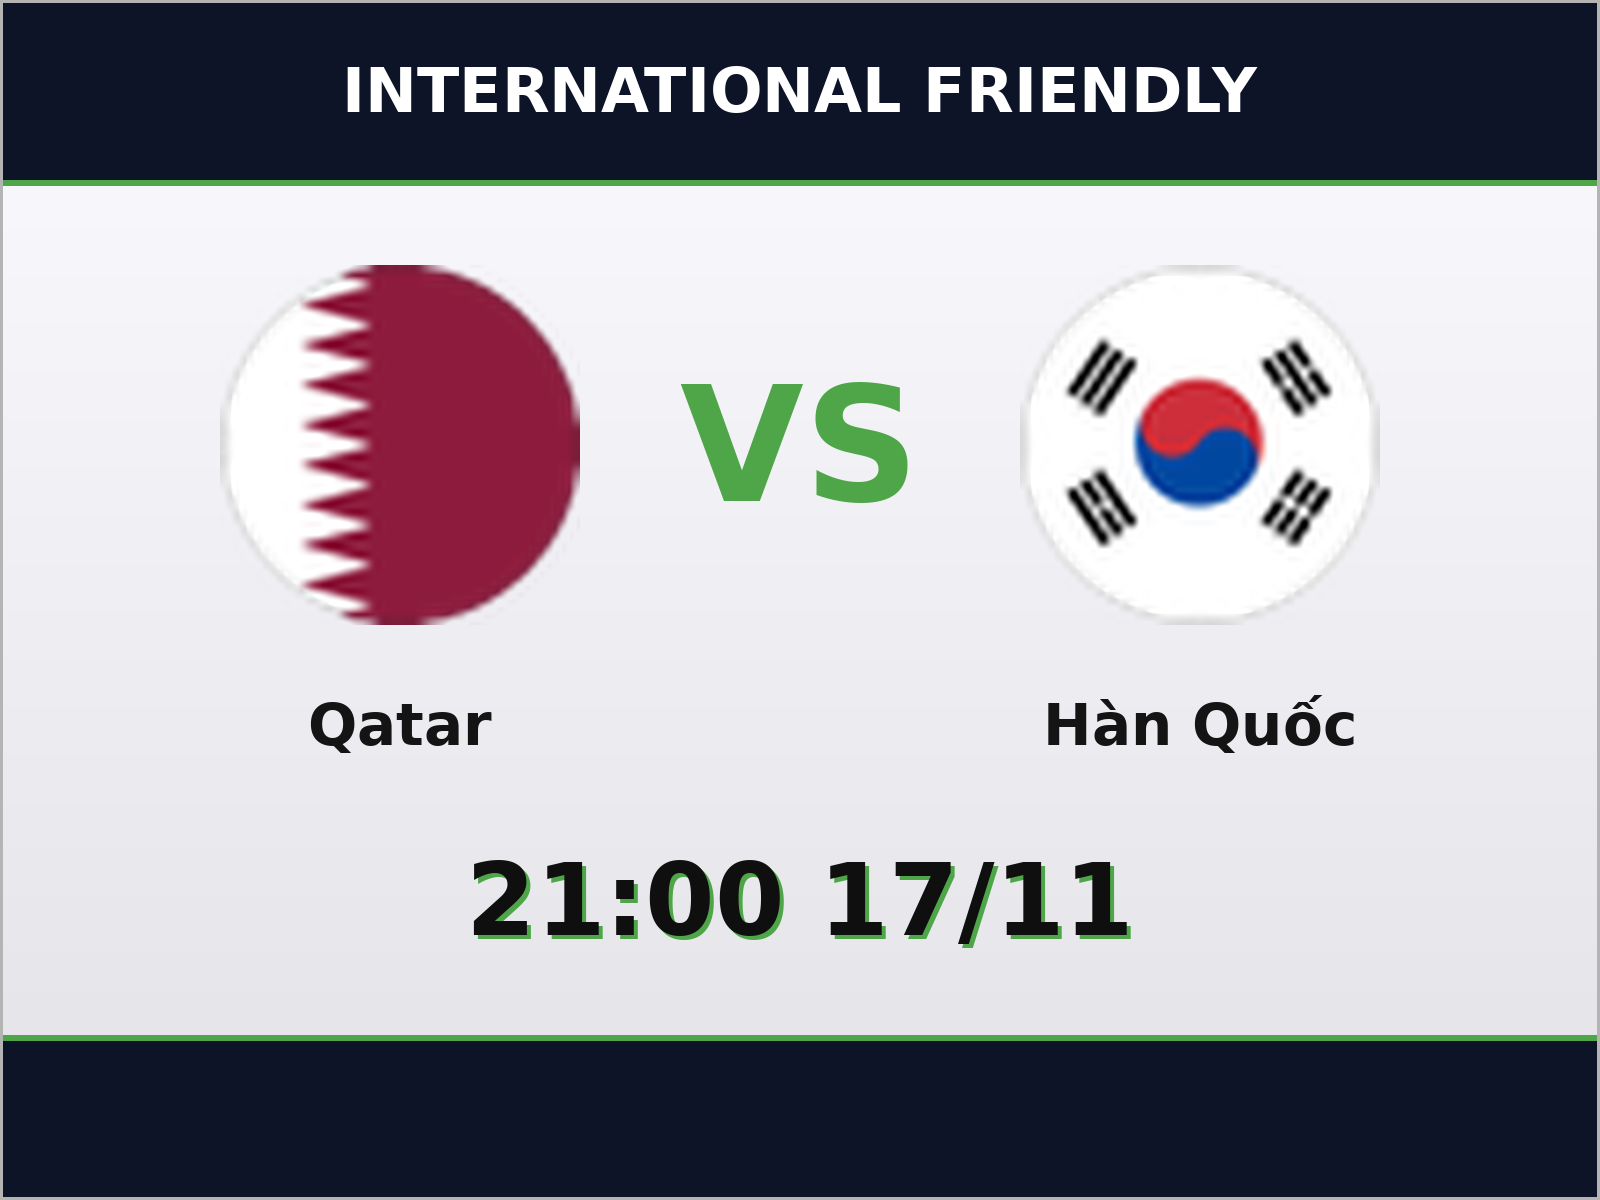 INTERNATIONAL FRIENDLY
VS
Qatar
Hàn Quốc
21:00 17/11